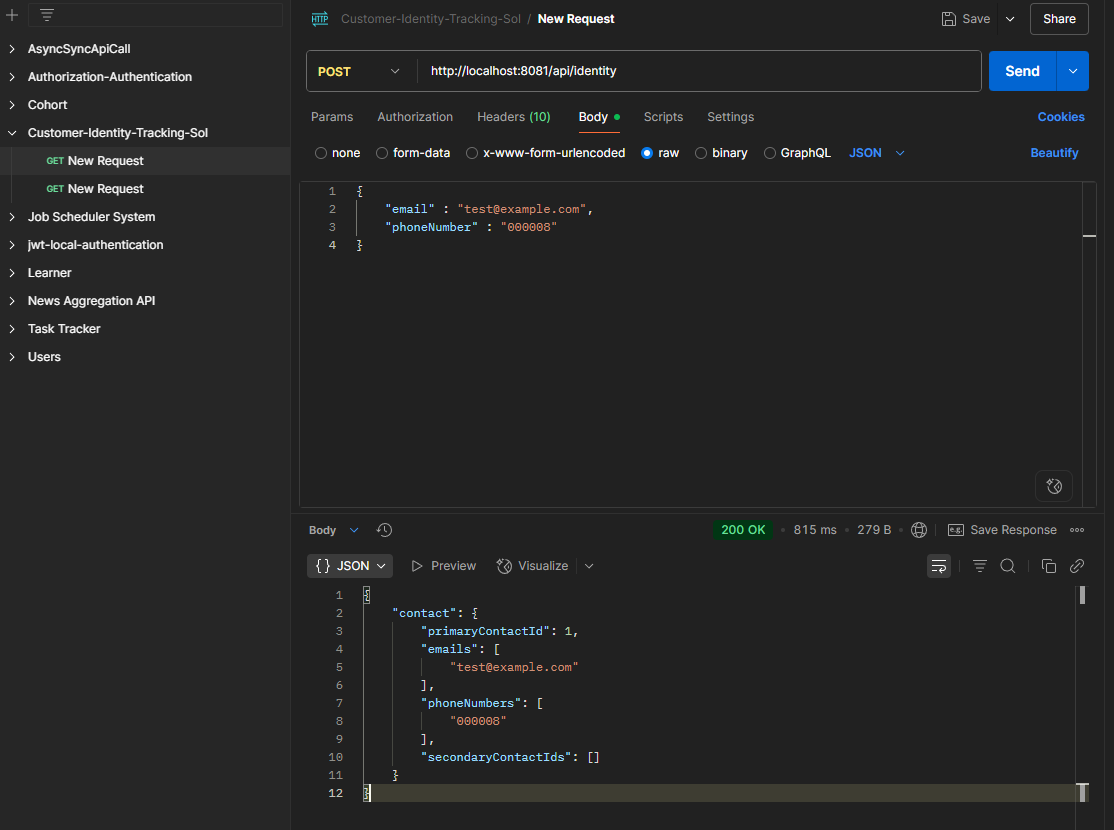 AsyncSyncApiCall
Authorization-Authentication
Cohort
Customer-Identity-Tracking-Sol
GET New Request
GET New Request
Job Scheduler System
jwt-local-authentication
Learner
News Aggregation API
Task Tracker
Users
HTTP Customer-Identity-Tracking-Sol / New Request
Save
Share
POST http://localhost:8081/api/identity
Send
Params Authorization Headers (10) Body Scripts Settings Cookies
none form-data x-www-form-urlencoded raw binary GraphQL JSON Beautify
1 {
2 "email" : "test@example.com",
3 "phoneNumber" : "000008"
4 }
Body 200 OK • 815 ms • 279 B • e.g. Save Response
{} JSON Preview Visualize
1 {
2 "contact": {
3 "primaryContactId": 1,
4 "emails": [
5 "test@example.com"
6 ],
7 "phoneNumbers": [
8 "000008"
9 ],
10 "secondaryContactIds": []
11 }
12 }